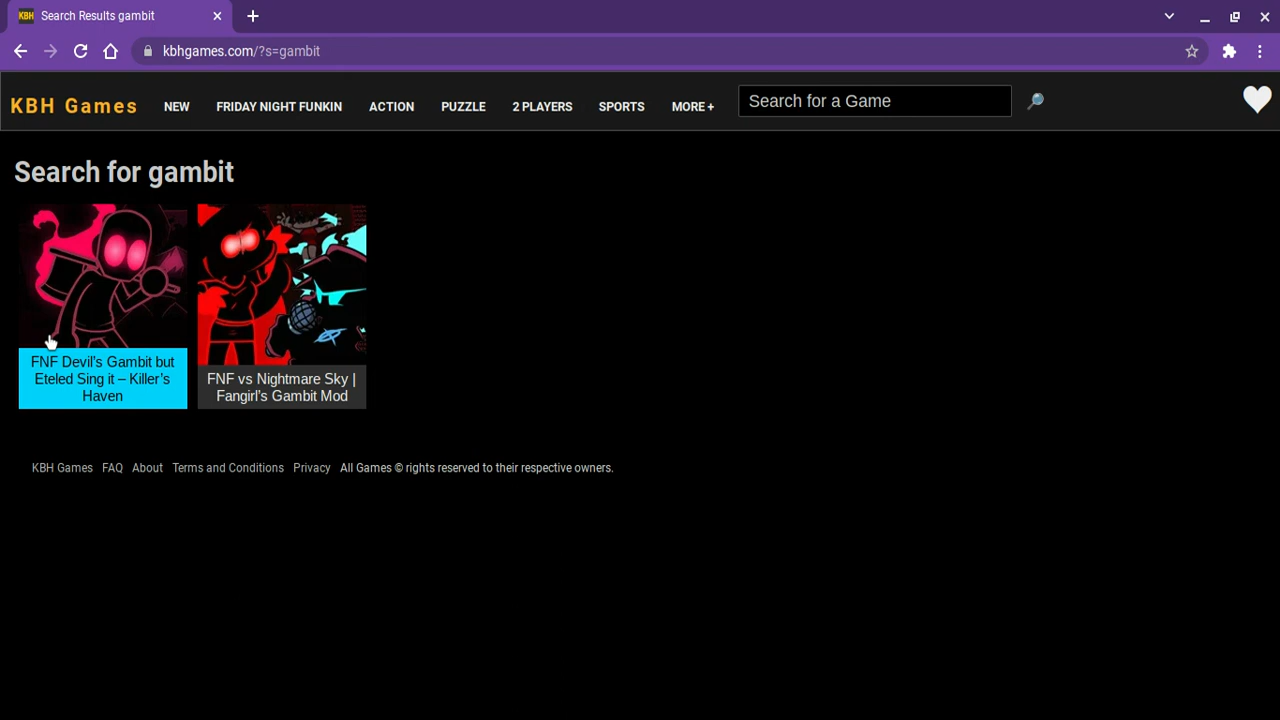 KBH Search Results gambit
kbhgames.com/?s=gambit
KBH Games NEW FRIDAY NIGHT FUNKIN ACTION PUZZLE 2 PLAYERS SPORTS MORE + Search for a Game
Search for gambit
FNF Devil's Gambit but
Eteled Sing it – Killer's
Haven
FNF vs Nightmare Sky |
Fangirl's Gambit Mod
KBH Games FAQ About Terms and Conditions Privacy All Games © rights reserved to their respective owners.